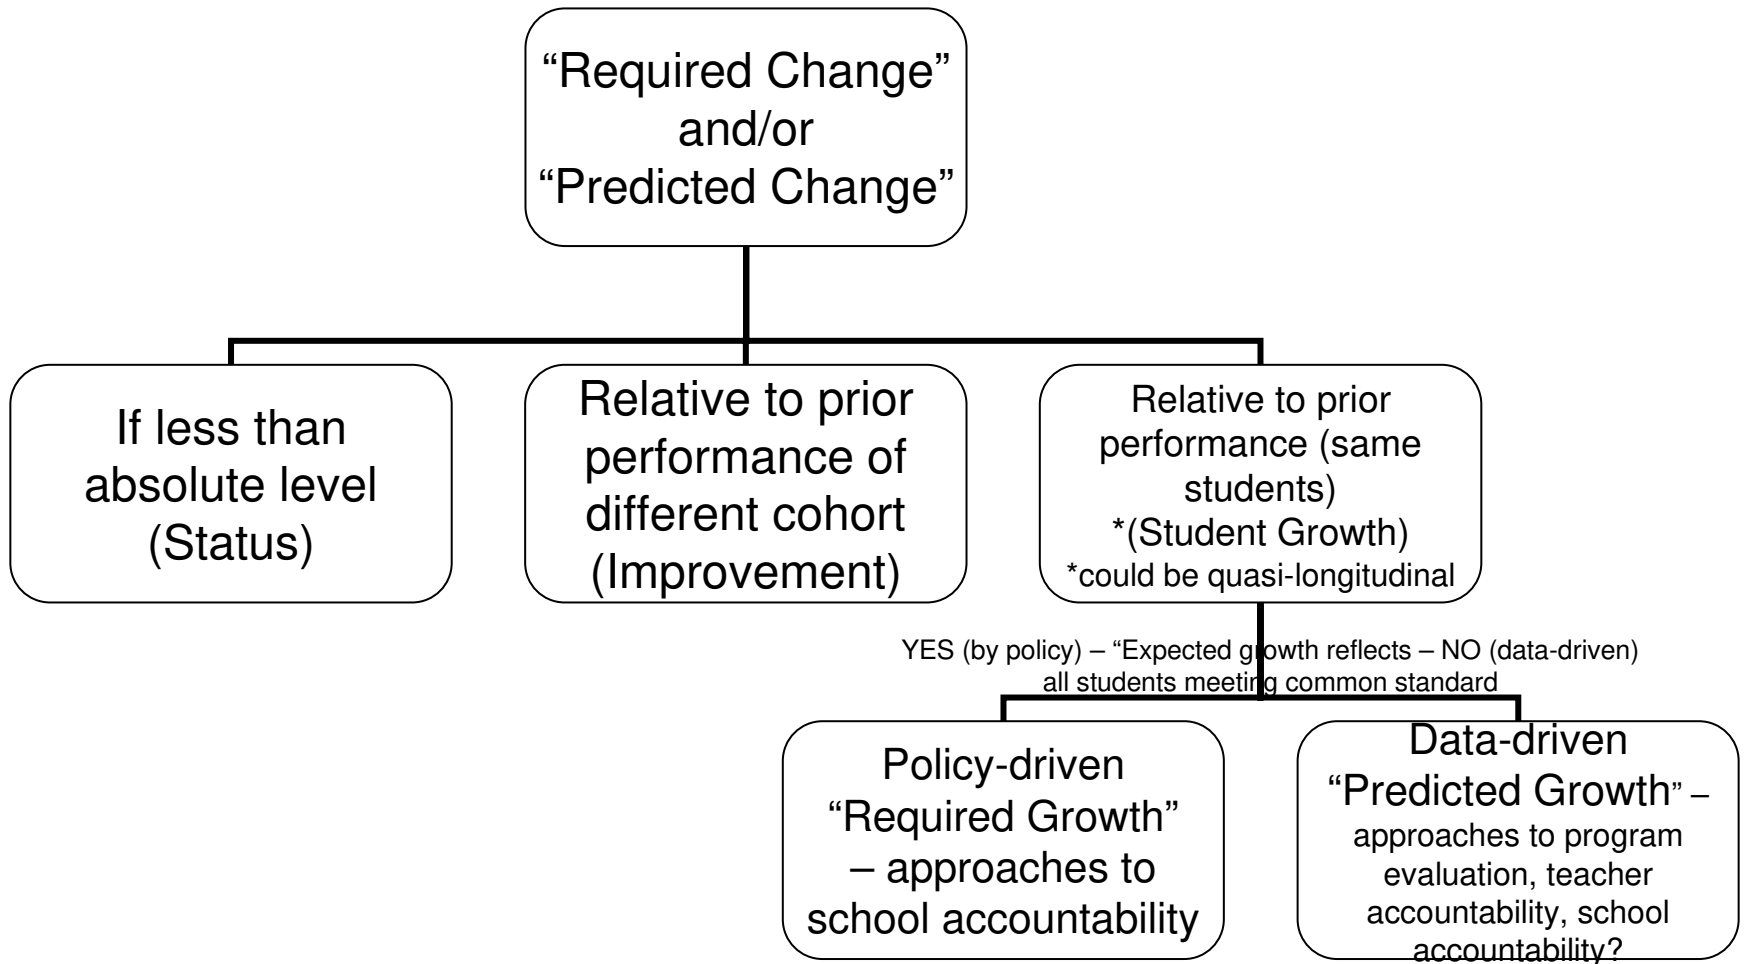 “Required Change”
and/or
“Predicted Change”
If less than
absolute level
(Status)
Relative to prior
performance of
different cohort
(Improvement)
Relative to prior
performance (same
students)
*(Student Growth)
*could be quasi-longitudinal
YES (by policy) – “Expected growth reflects – NO (data-driven)
all students meeting common standard
Policy-driven
“Required Growth”
– approaches to
school accountability
Data-driven
“Predicted Growth” –
approaches to program
evaluation, teacher
accountability, school
accountability?